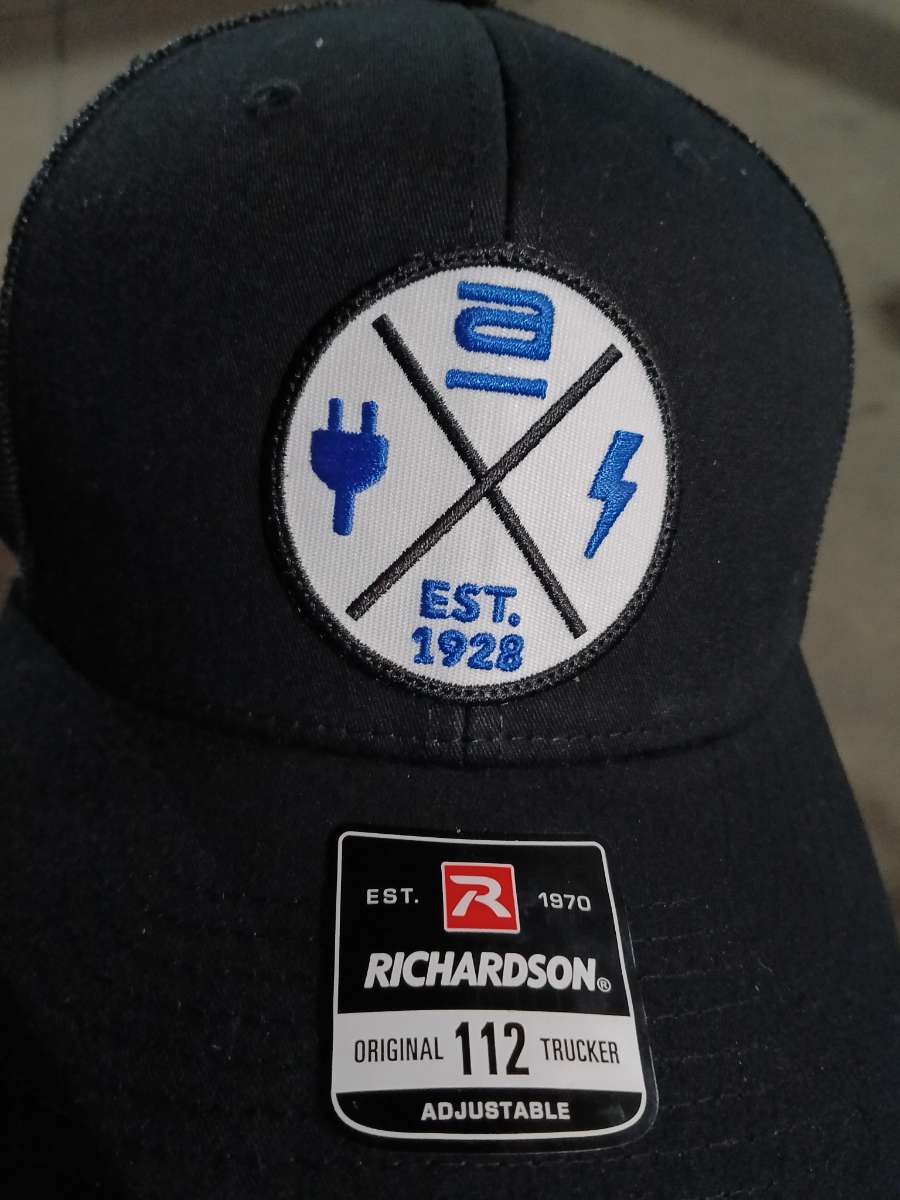 a
EST.
1928
EST. R 1970
RICHARDSON®
ORIGINAL 112 TRUCKER
ADJUSTABLE